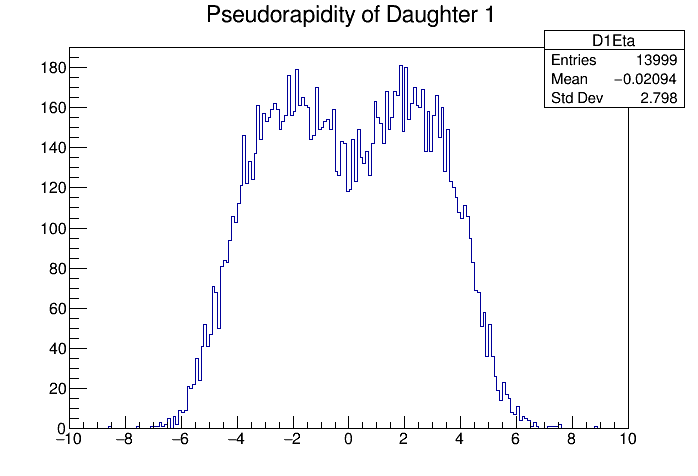 Pseudorapidity of Daughter 1
D1Eta
Entries 13999
Mean −0.02094
Std Dev 2.798
180
160
140
120
100
80
60
40
20
0
−10 −8 −6 −4 −2 0 2 4 6 8 10